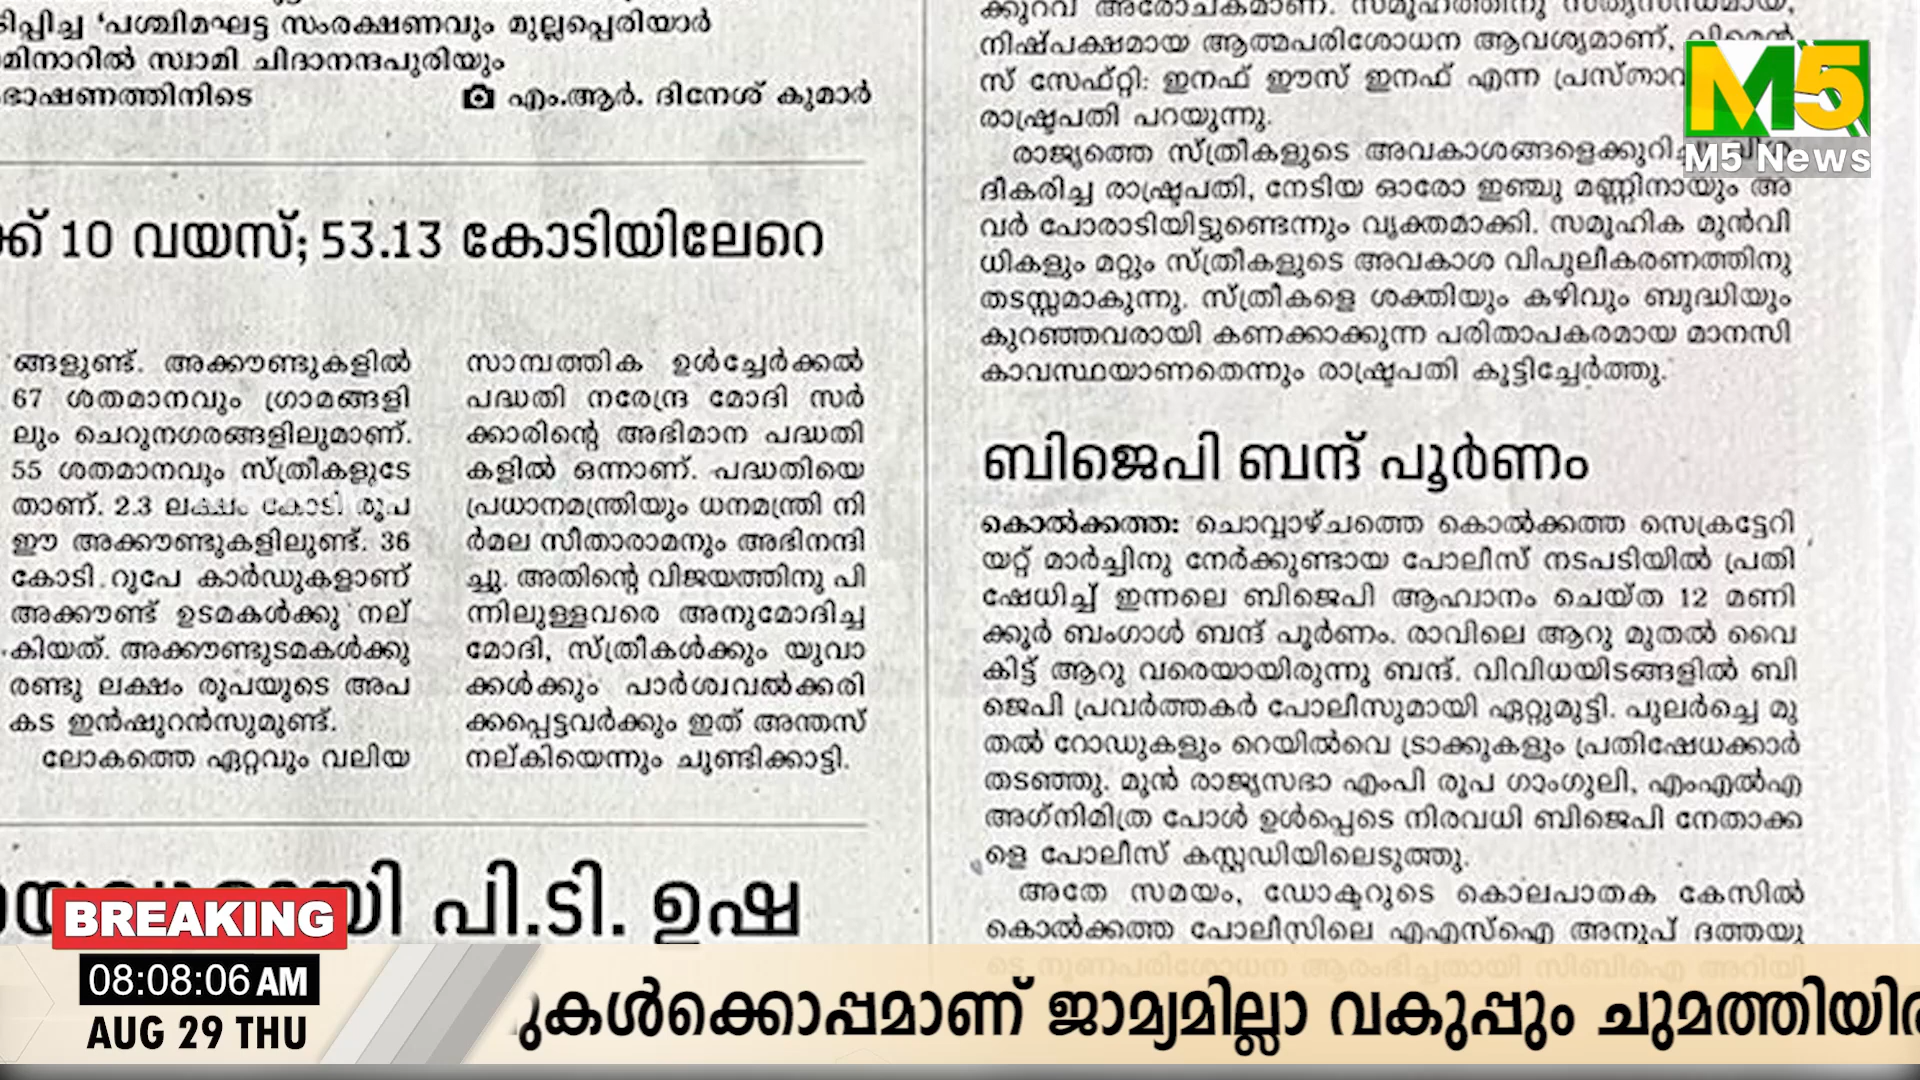 'പശ്ചിമഘട്ട സംരക്ഷണവും മുല്ലപ്പെരിയാർ
സ്വാമി ചിദാനന്ദപുരിയും
എം.ആർ. ദിനേശ് കുമാർ
10 വയസ്; 53.13 കോടിയിലേറെ
ങ്ങളുണ്ട്. അക്കൗണ്ടുകളിൽ
67 ശതമാനവും ഗ്രാമങ്ങളി
ലും ചെറുനഗരങ്ങളിലുമാണ്.
55 ശതമാനവും സ്ത്രീകളുടേ
താണ്. 2.3 ലക്ഷം കോടി രൂപ
ഈ അക്കൗണ്ടുകളിലുണ്ട്. 36
കോടി റുപേ കാർഡുകളാണ്
അക്കൗണ്ട് ഉടമകൾക്കു നല്
കിയത്. അക്കൗണ്ടുടമകൾക്കു
രണ്ടു ലക്ഷം രൂപയുടെ അപ
കട ഇൻഷുറൻസുമുണ്ട്.
ലോകത്തെ ഏറ്റവും വലിയ
സാമ്പത്തിക ഉൾച്ചേർക്കൽ
പദ്ധതി നരേന്ദ്ര മോദി സർ
ക്കാരിന്റെ അഭിമാന പദ്ധതി
കളിൽ ഒന്നാണ്. പദ്ധതിയെ
പ്രധാനമന്ത്രിയും ധനമന്ത്രി നി
ർമല സീതാരാമനും അഭിനന്ദി
ച്ചു. അതിന്റെ വിജയത്തിനു പി
ന്നിലുള്ളവരെ അനുമോദിച്ച
മോദി, സ്ത്രീകൾക്കും യുവാ
ക്കൾക്കും പാർശ്വവൽക്കരി
ക്കപ്പെട്ടവർക്കും ഇത് അന്തസ്
നല്കിയെന്നും ചൂണ്ടിക്കാട്ടി.
പി.ടി. ഉഷ
നിഷ്പക്ഷമായ ആത്മപരിശോധന ആവശ്യമാണ്,
സ് സേഫ്റ്റി: ഇനഫ് ഈസ് ഇനഫ് എന്ന
രാഷ്ട്രപതി പറയുന്നു.
രാജ്യത്തെ സ്ത്രീകളുടെ
ദീകരിച്ച രാഷ്ട്രപതി, നേടിയ ഓരോ ഇഞ്ചു മണ്ണിനായും അ
വർ പോരാടിയിട്ടുണ്ടെന്നും വ്യക്തമാക്കി. സമൂഹിക മുൻവി
ധികളും മറ്റും സ്ത്രീകളുടെ അവകാശ വിപുലീകരണത്തിനു
തടസ്സമാകുന്നു. സ്ത്രീകളെ ശക്തിയും കഴിവും ബുദ്ധിയും
കുറഞ്ഞവരായി കണക്കാക്കുന്ന പരിതാപകരമായ മാനസി
കാവസ്ഥയാണതെന്നും രാഷ്ട്രപതി കൂട്ടിച്ചേർത്തു.
ബിജെപി ബന്ദ് പൂർണം
കൊൽക്കത്ത: ചൊവ്വാഴ്ചത്തെ കൊൽക്കത്ത സെക്രട്ടേറി
യറ്റ് മാർച്ചിനു നേർക്കുണ്ടായ പോലീസ് നടപടിയിൽ പ്രതി
ഷേധിച്ച് ഇന്നലെ ബിജെപി ആഹ്വാനം ചെയ്ത 12 മണി
ക്കൂർ ബംഗാൾ ബന്ദ് പൂർണം. രാവിലെ ആറു മുതൽ വൈ
കിട്ട് ആറു വരെയായിരുന്നു ബന്ദ്. വിവിധയിടങ്ങളിൽ ബി
ജെപി പ്രവർത്തകർ പോലീസുമായി ഏറ്റുമുട്ടി. പുലർച്ചെ മു
തൽ റോഡുകളും റെയിൽവെ ട്രാക്കുകളും പ്രതിഷേധക്കാർ
തടഞ്ഞു. മുൻ രാജ്യസഭാ എംപി രൂപ ഗാംഗുലി, എംഎൽഎ
അഗ്നിമിത്ര പോൾ ഉൾപ്പെടെ നിരവധി ബിജെപി നേതാക്ക
ളെ പോലീസ് കസ്റ്റഡിയിലെടുത്തു.
അതേ സമയം, ഡോക്ടറുടെ കൊലപാതക കേസിൽ
കൊൽക്കത്ത പോലീസിലെ എഎസ്ഐ അനൂപ് ദത്തയു
ടെ നുണപരിശോധന ആരംഭിച്ചതായി സിബിഐ അറിയി
M5
M5 News
BREAKING
08:08:06 AM
AUG 29 THU
കൾക്കൊപ്പമാണ് ജാമ്യമില്ലാ വകുപ്പും